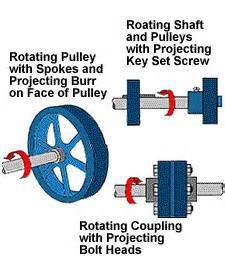 Rotating Pulley
with Spokes and
Projecting Burr
on Face of Pulley
Roating Shaft
and Pulleys
with Projecting
Key Set Screw
Rotating Coupling
with Projecting
Bolt Heads